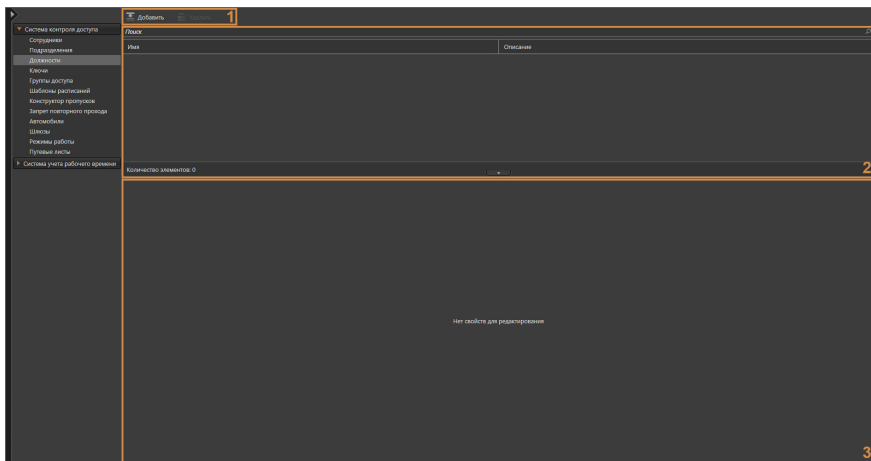 Добавить Удалить 1
Система контроля доступа
Поиск
Сотрудники
Подразделения
Имя Описание
Должности
Ключи
Группы доступа
Шаблоны расписаний
Конструктор пропусков
Запрет повторного прохода
Автомобили
Шлюзы
Режимы работы
Путевые листы
Система учета рабочего времени
Количество элементов: 0 2
Нет свойств для редактирования
3